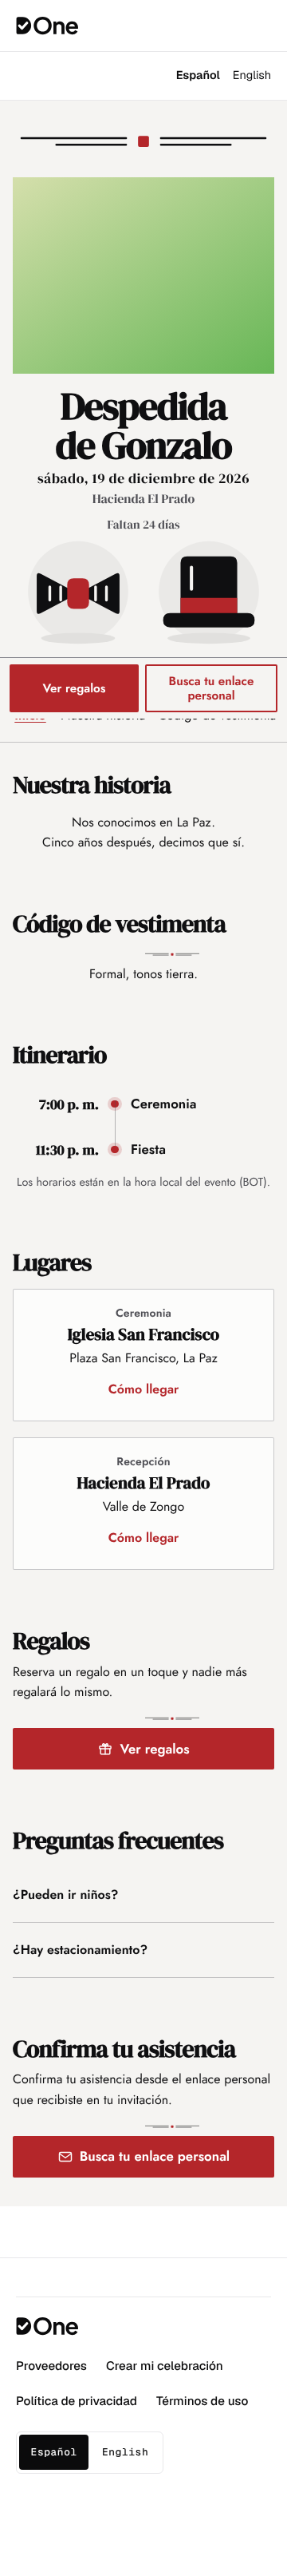 One
Español English
Despedida
de Gonzalo
sábado, 19 de diciembre de 2026
Hacienda El Prado
Faltan 24 días
Ver regalos
Busca tu enlace
personal
Nuestra historia
Nos conocimos en La Paz.
Cinco años después, decimos que sí.
Código de vestimenta
Formal, tonos tierra.
Itinerario
7:00 p. m. Ceremonia
11:30 p. m. Fiesta
Los horarios están en la hora local del evento (BOT).
Lugares
Ceremonia
Iglesia San Francisco
Plaza San Francisco, La Paz
Cómo llegar
Recepción
Hacienda El Prado
Valle de Zongo
Cómo llegar
Regalos
Reserva un regalo en un toque y nadie más
regalará lo mismo.
Ver regalos
Preguntas frecuentes
¿Pueden ir niños?
¿Hay estacionamiento?
Confirma tu asistencia
Confirma tu asistencia desde el enlace personal
que recibiste en tu invitación.
Busca tu enlace personal
One
Proveedores Crear mi celebración
Política de privacidad Términos de uso
Español English